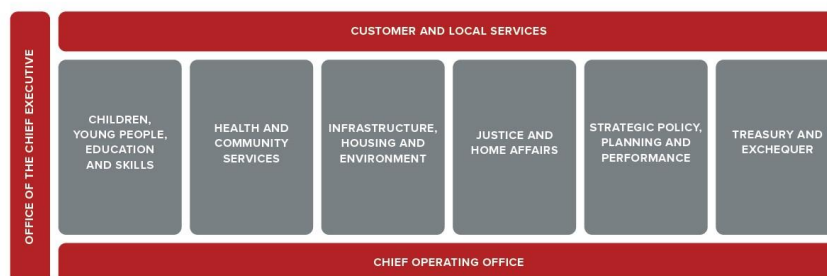 OFFICE OF THE CHIEF EXECUTIVE
CUSTOMER AND LOCAL SERVICES
CHILDREN,
YOUNG PEOPLE,
EDUCATION
AND SKILLS
HEALTH AND
COMMUNITY
SERVICES
INFRASTRUCTURE,
HOUSING AND
ENVIRONMENT
JUSTICE AND
HOME AFFAIRS
STRATEGIC POLICY,
PLANNING AND
PERFORMANCE
TREASURY AND
EXCHEQUER
CHIEF OPERATING OFFICE